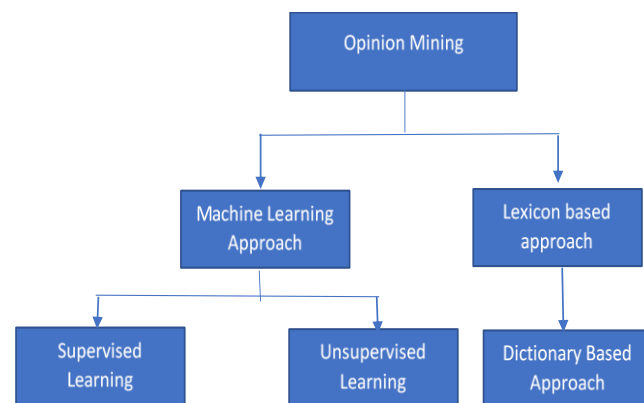 Opinion Mining
Machine Learning
Approach
Lexicon based
approach
Supervised
Learning
Unsupervised
Learning
Dictionary Based
Approach